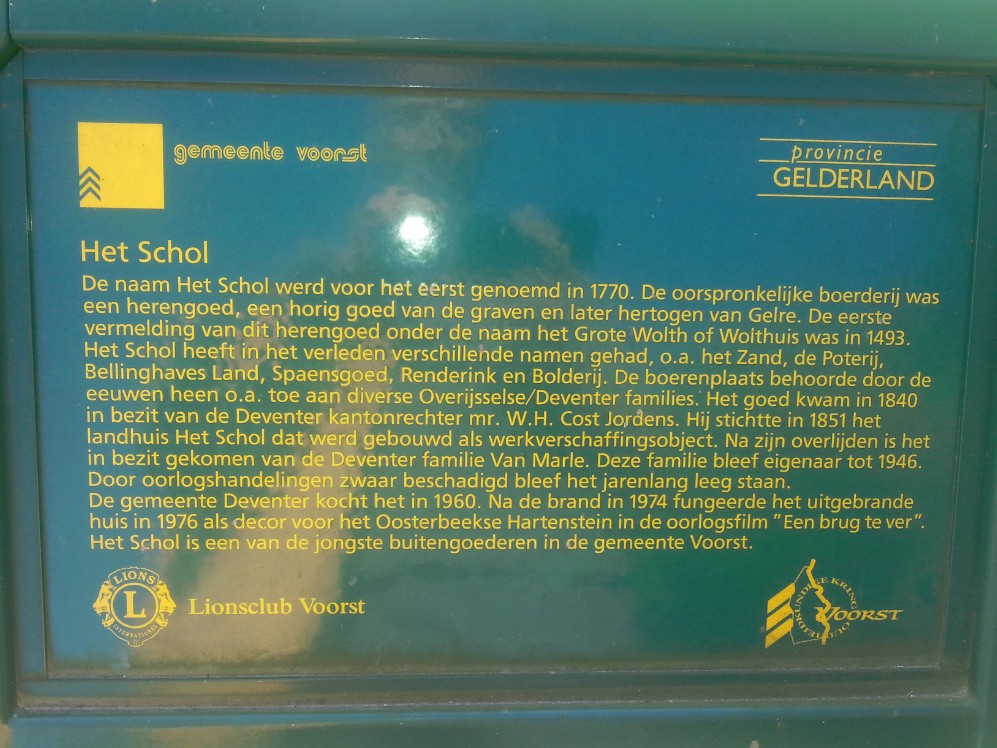 gemeente voorst
provincie
GELDERLAND
Het Schol
De naam Het Schol werd voor het eerst genoemd in 1770. De oorspronkelijke boerderij was
een herengoed, een horig goed van de graven en later hertogen van Gelre. De eerste
vermelding van dit herengoed onder de naam het Grote Wolth of Wolthuis was in 1493.
Het Schol heeft in het verleden verschillende namen gehad, o.a. het Zand, de Poterij,
Bellinghaves Land, Spaensgoed, Renderink en Bolderij. De boerenplaats behoorde door de
eeuwen heen o.a. toe aan diverse Overijsselse/Deventer families. Het goed kwam in 1840
in bezit van de Deventer kantonrechter mr. W.H. Cost Jordens. Hij stichtte in 1851 het
landhuis Het Schol dat werd gebouwd als werkverschaffingsobject. Na zijn overlijden is het
in bezit gekomen van de Deventer familie Van Marle. Deze familie bleef eigenaar tot 1946.
Door oorlogshandelingen zwaar beschadigd bleef het jarenlang leeg staan.
De gemeente Deventer kocht het in 1960. Na de brand in 1974 fungeerde het uitgebrande
huis in 1976 als decor voor het Oosterbeekse Hartenstein in de oorlogsfilm "Een brug te ver".
Het Schol is een van de jongste buitengoederen in de gemeente Voorst.
LIONS
L
INTERNATIONAL
Lionsclub Voorst
OUDHEIDKUNDIGE KRING
VOORST